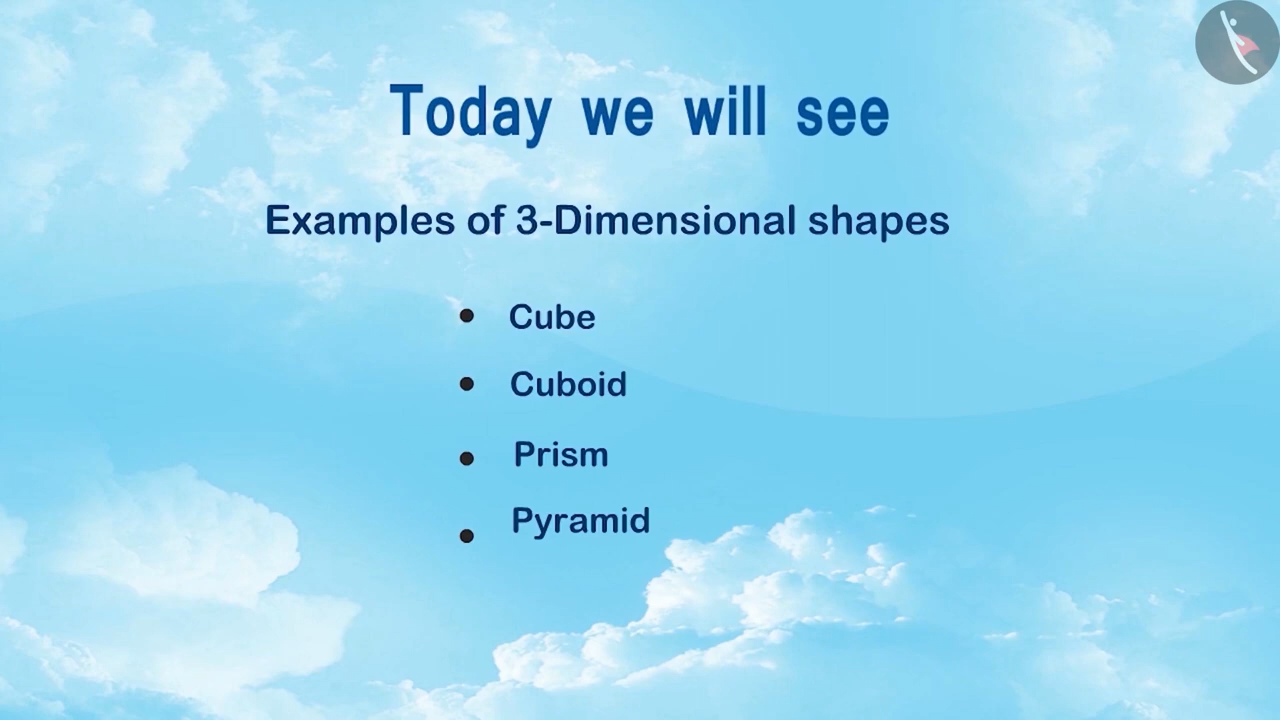 Today we will see
Examples of 3-Dimensional shapes
• Cube
• Cuboid
• Prism
• Pyramid